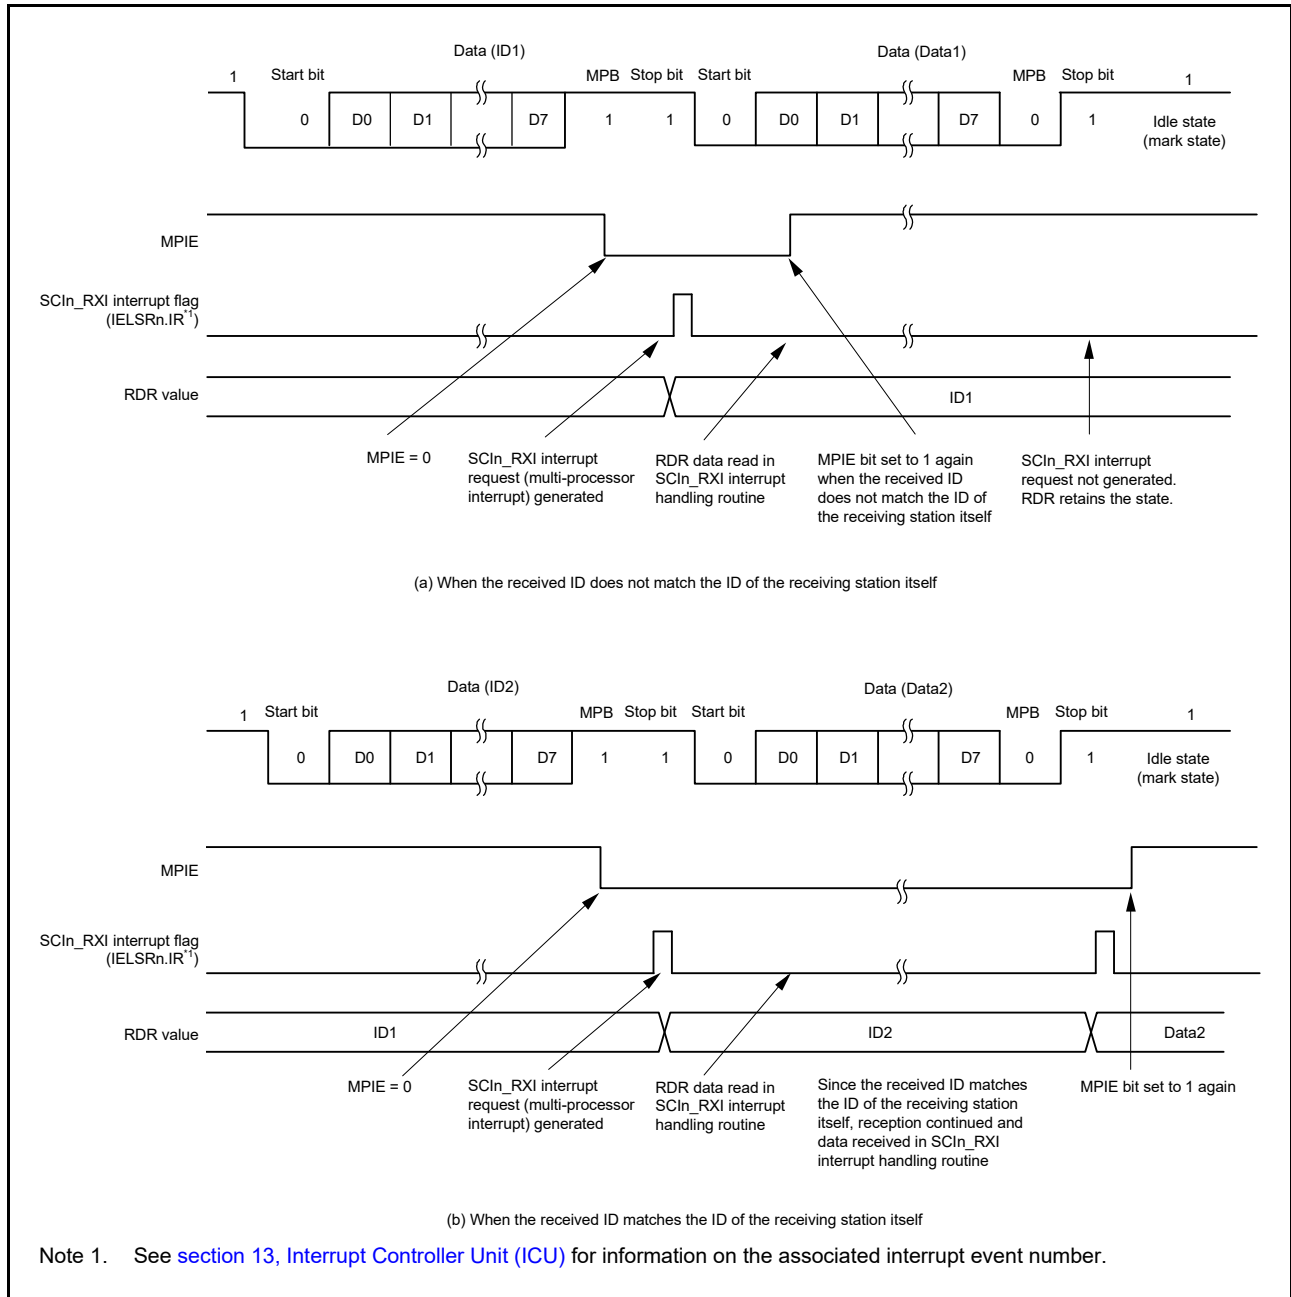 Data (ID1) Data (Data1)
1 Start bit MPB Stop bit Start bit MPB Stop bit 1
0 D0 D1 D7 1 1 0 D0 D1 D7 0 1 Idle state
(mark state)
MPIE
SCIn_RXI interrupt flag
(IELSRn.IR*1)
RDR value ID1
MPIE = 0
SCIn_RXI interrupt
request (multi-processor
interrupt) generated
RDR data read in
SCIn_RXI interrupt
handling routine
MPIE bit set to 1 again
when the received ID
does not match the ID of
the receiving station itself
SCIn_RXI interrupt
request not generated.
RDR retains the state.
(a) When the received ID does not match the ID of the receiving station itself
Data (ID2) Data (Data2)
1 Start bit MPB Stop bit Start bit MPB Stop bit 1
0 D0 D1 D7 1 1 0 D0 D1 D7 0 1 Idle state
(mark state)
MPIE
SCIn_RXI interrupt flag
(IELSRn.IR*1)
RDR value ID1 ID2 Data2
MPIE = 0
SCIn_RXI interrupt
request (multi-processor
interrupt) generated
RDR data read in
SCIn_RXI interrupt
handling routine
Since the received ID matches
the ID of the receiving station
itself, reception continued and
data received in SCIn_RXI
interrupt handling routine
MPIE bit set to 1 again
(b) When the received ID matches the ID of the receiving station itself
Note 1. See section 13, Interrupt Controller Unit (ICU) for information on the associated interrupt event number.